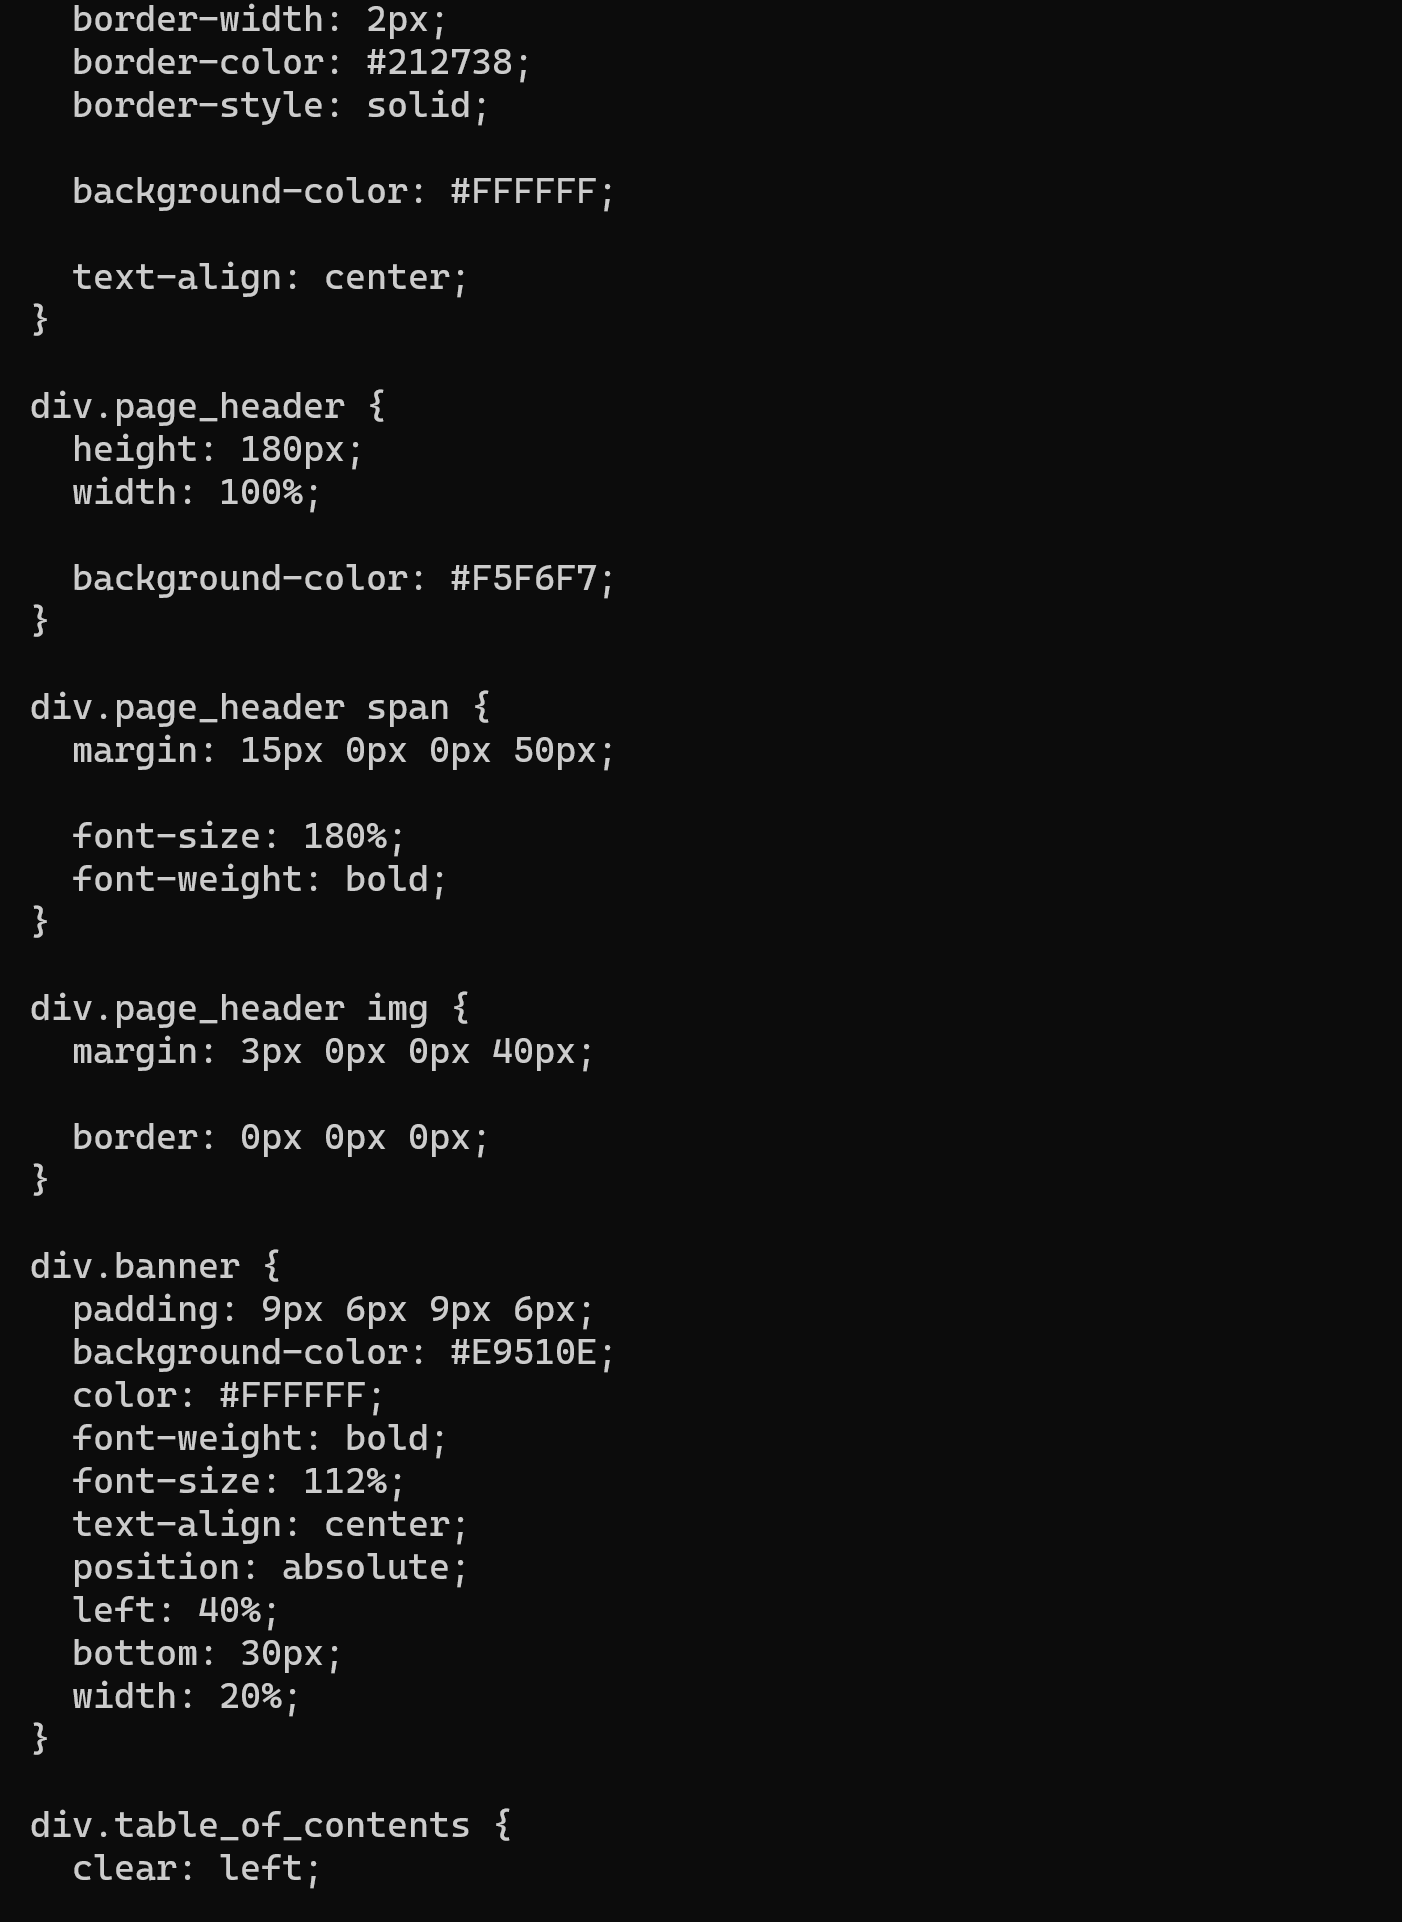 border-width: 2px;
  border-color: #212738;
  border-style: solid;

  background-color: #FFFFFF;

  text-align: center;
}

div.page_header {
  height: 180px;
  width: 100%;

  background-color: #F5F6F7;
}

div.page_header span {
  margin: 15px 0px 0px 50px;

  font-size: 180%;
  font-weight: bold;
}

div.page_header img {
  margin: 3px 0px 0px 40px;

  border: 0px 0px 0px;
}

div.banner {
  padding: 9px 6px 9px 6px;
  background-color: #E9510E;
  color: #FFFFFF;
  font-weight: bold;
  font-size: 112%;
  text-align: center;
  position: absolute;
  left: 40%;
  bottom: 30px;
  width: 20%;
}

div.table_of_contents {
  clear: left;